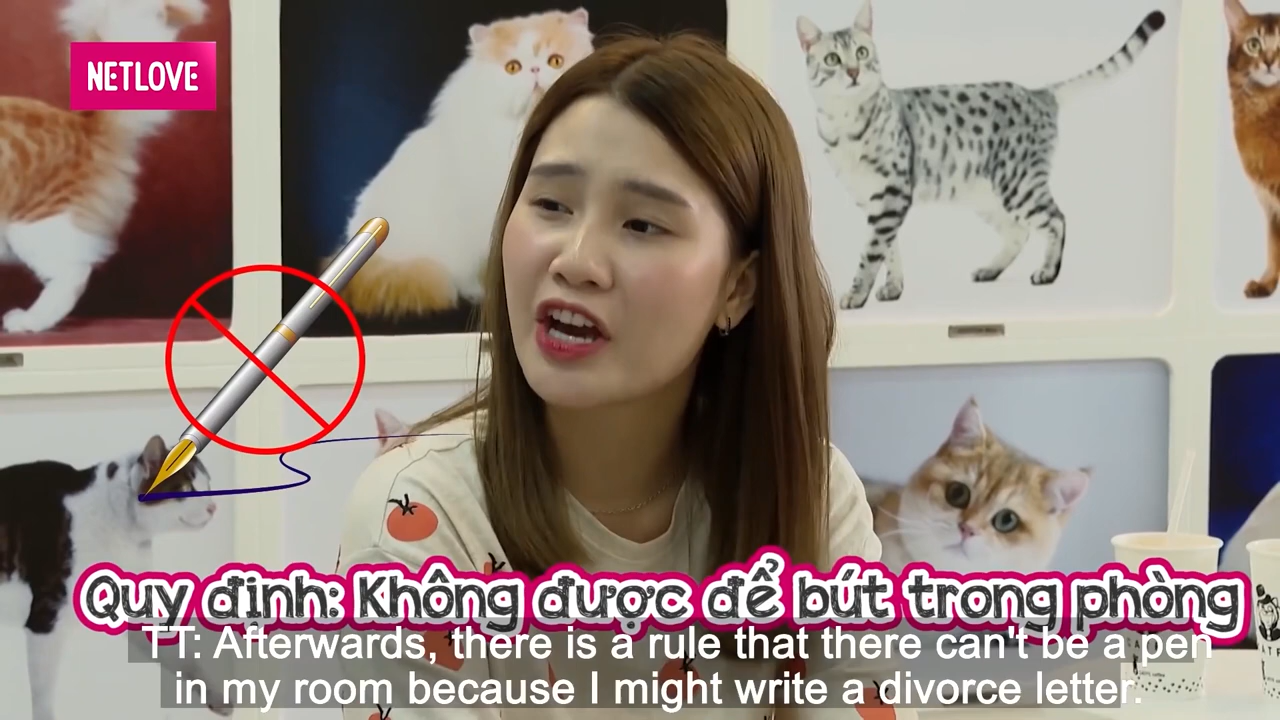 NETLOVE
Quy định: Không được để bút trong phòng
TT: Afterwards, there is a rule that there can't be a pen
in my room because I might write a divorce letter.